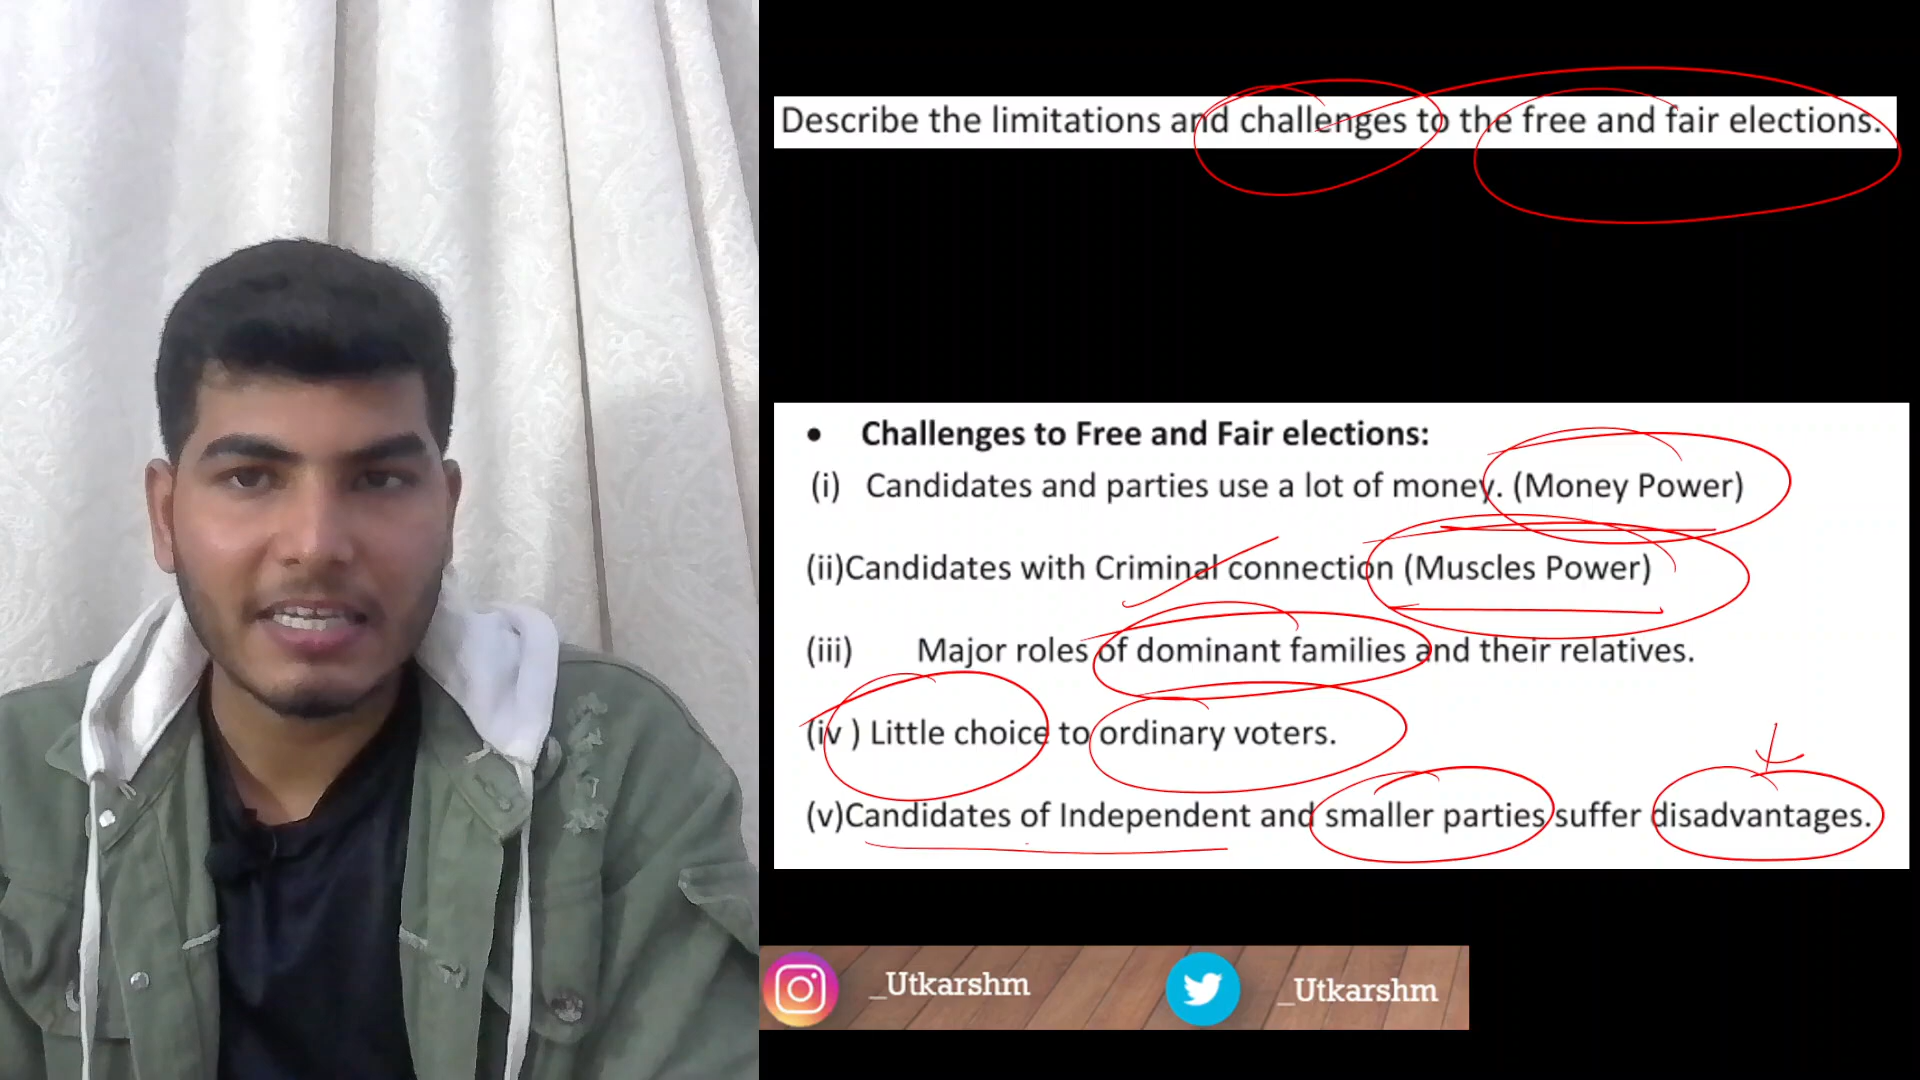 Describe the limitations and challenges to the free and fair elections.
• Challenges to Free and Fair elections:
(i) Candidates and parties use a lot of money. (Money Power)
(ii)Candidates with Criminal connection (Muscles Power)
(iii) Major roles of dominant families and their relatives.
(iv ) Little choice to ordinary voters.
(v)Candidates of Independent and smaller parties suffer disadvantages.
_Utkarshm _Utkarshm